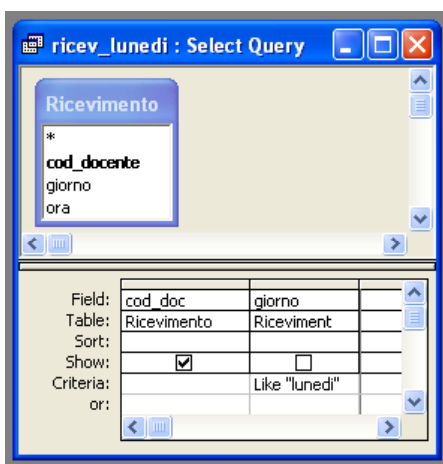 ricev_lunedi : Select Query
Ricevimento
*
cod_docente
giorno
ora
Field: cod_doc giorno
Table: Ricevimento Riceviment
Sort:
Show:
Criteria: Like "lunedi"
or: